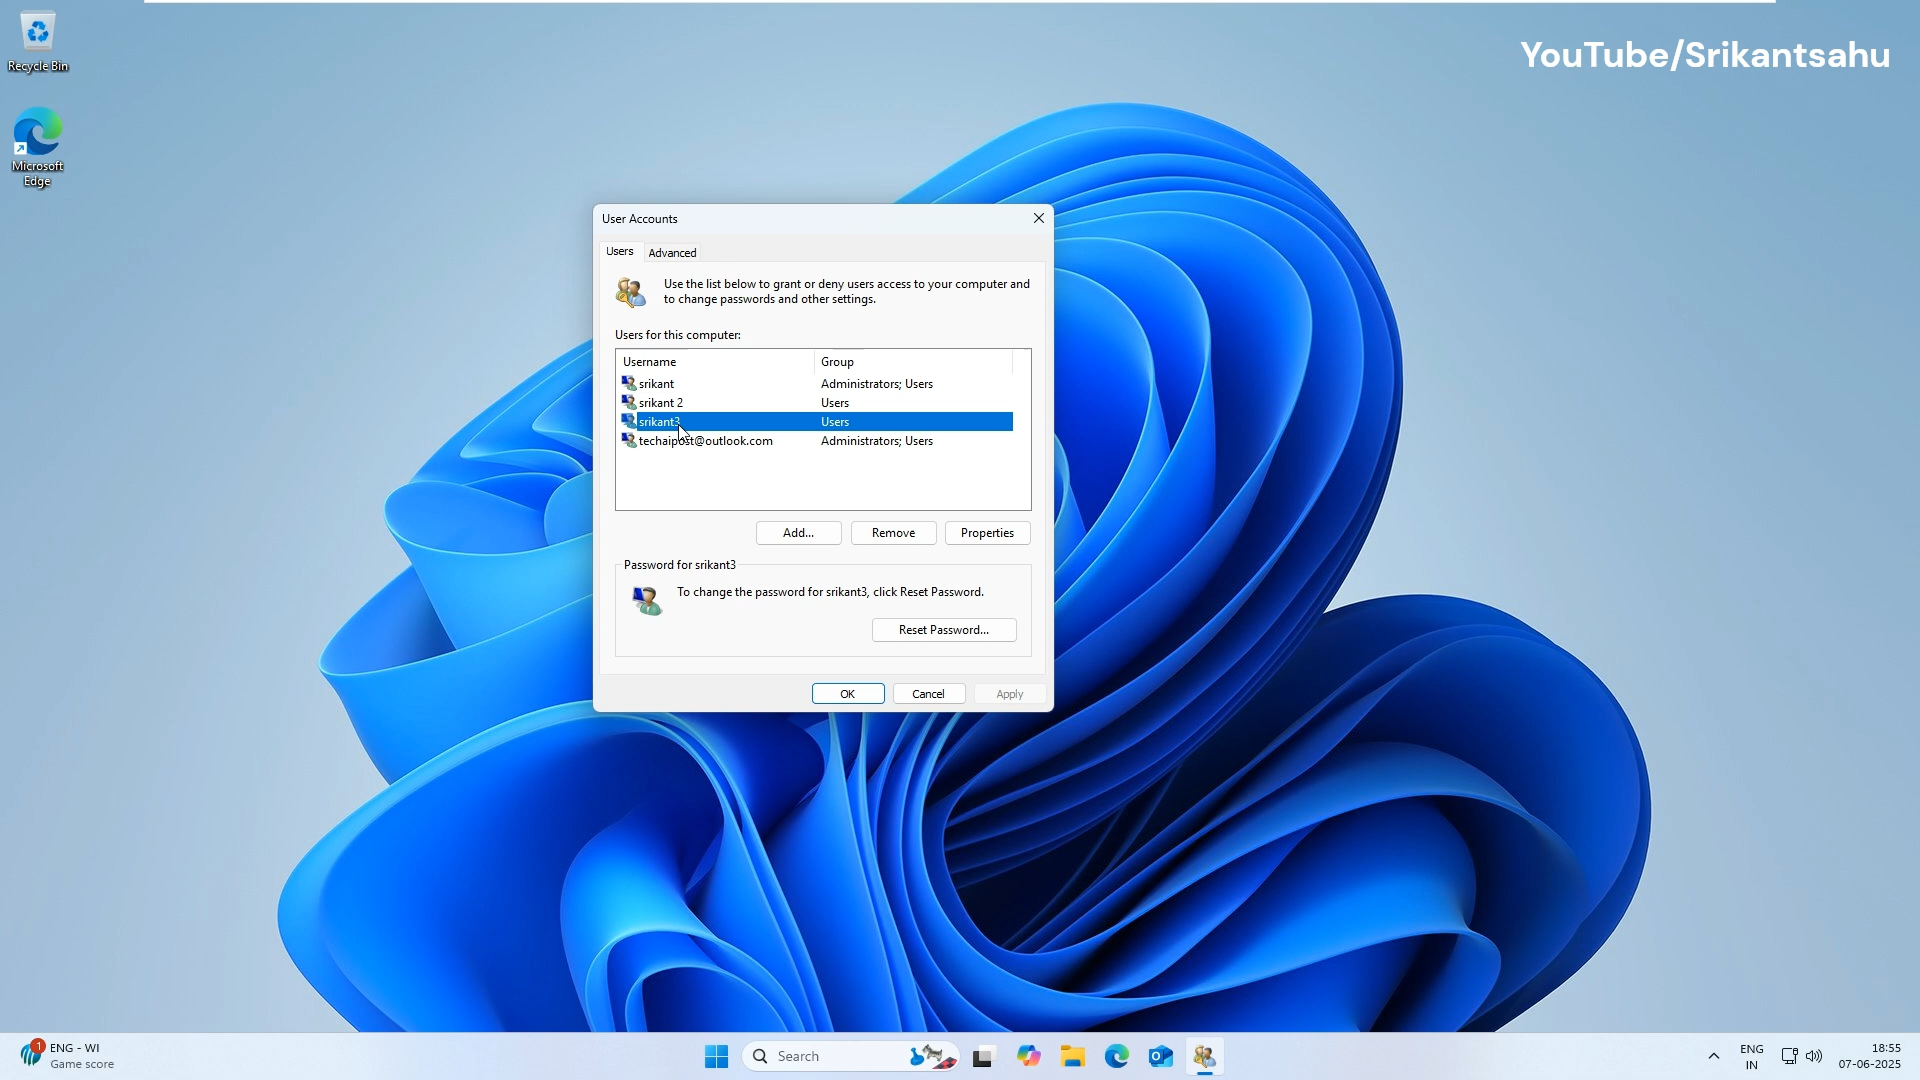 Recycle Bin
Microsoft
Edge
YouTube/Srikantsahu
User Accounts
Users
Advanced
Use the list below to grant or deny users access to your computer and
to change passwords and other settings.
Users for this computer:
Username Group
srikant Administrators; Users
srikant 2 Users
srikant3 Users
techaipost@outlook.com Administrators; Users
Add... Remove Properties
Password for srikant3
To change the password for srikant3, click Reset Password.
Reset Password...
OK Cancel Apply
1
ENG - WI
Game score
Search
ENG
IN
18:55
07-06-2025